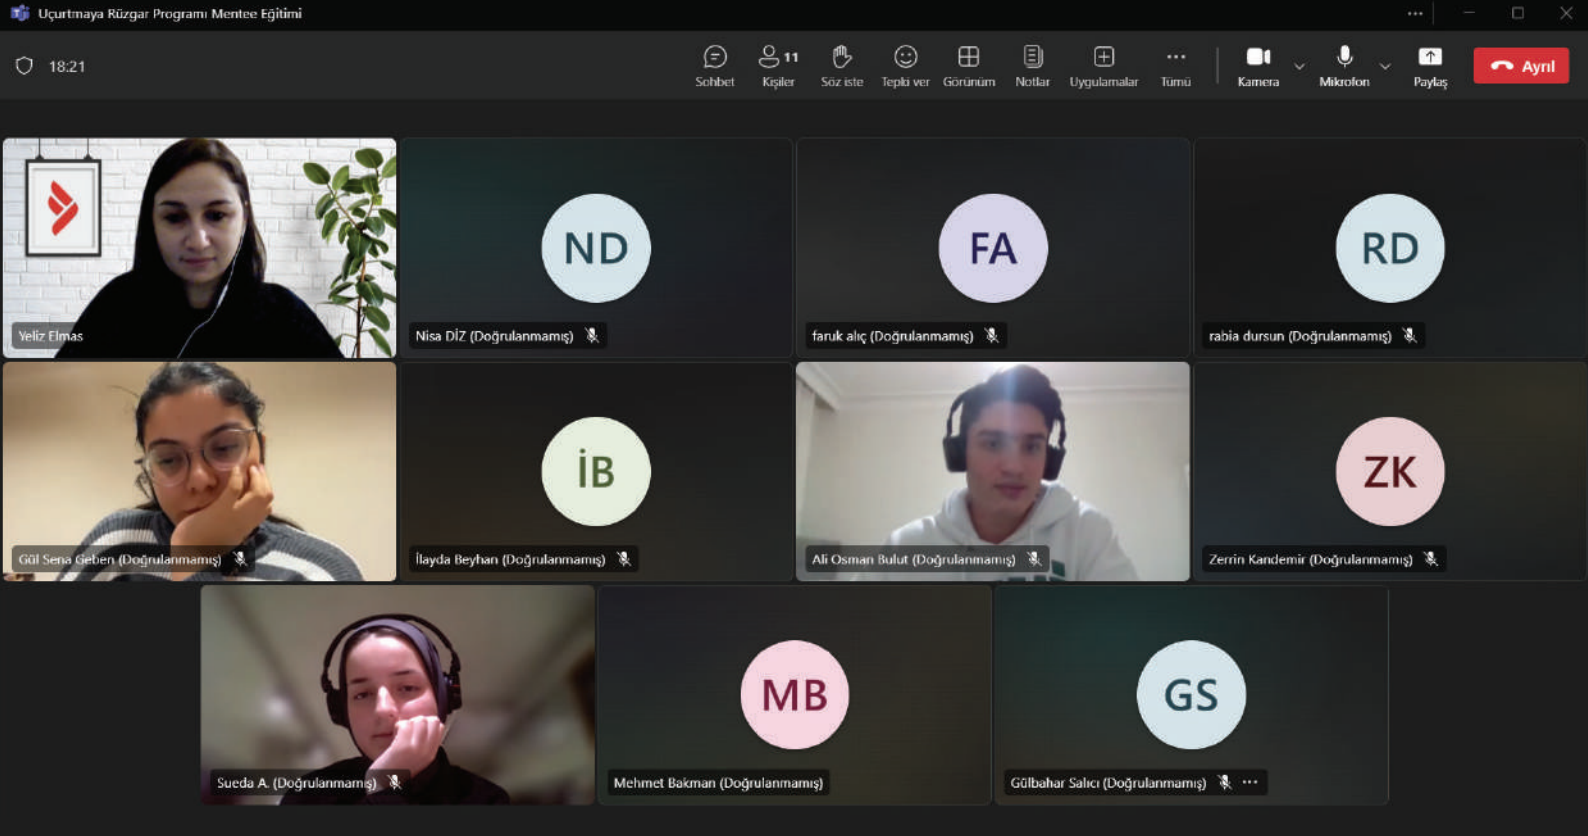 Uçurtmaya Rüzgar Programı Mentee Eğitimi
18:21
Sohbet
11
Kişiler
Söz iste
Tepki ver
Görünüm
Notlar
Uygulamalar
Tümü
Kamera
Mikrofon
Paylaş
Ayrıl
Yeliz Elmas
ND
Nisa DİZ (Doğrulanmamış)
FA
faruk alıç (Doğrulanmamış)
RD
rabia dursun (Doğrulanmamış)
Gül Sena Geben (Doğrulanmamış)
İB
İlayda Beyhan (Doğrulanmamış)
Ali Osman Bulut (Doğrulanmamış)
ZK
Zerrin Kandemir (Doğrulanmamış)
Sueda A. (Doğrulanmamış)
MB
Mehmet Bakman (Doğrulanmamış)
GS
Gülbahar Salıcı (Doğrulanmamış)